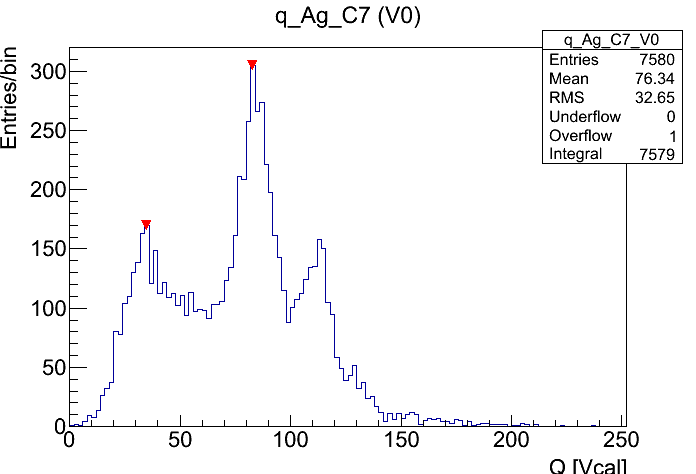 q_Ag_C7 (V0)
q_Ag_C7_V0
Entries 7580
Mean 76.34
RMS 32.65
Underflow 0
Overflow 1
Integral 7579
Entries/bin
300
250
200
150
100
50
0
0 50 100 150 200 250
Q [Vcal]